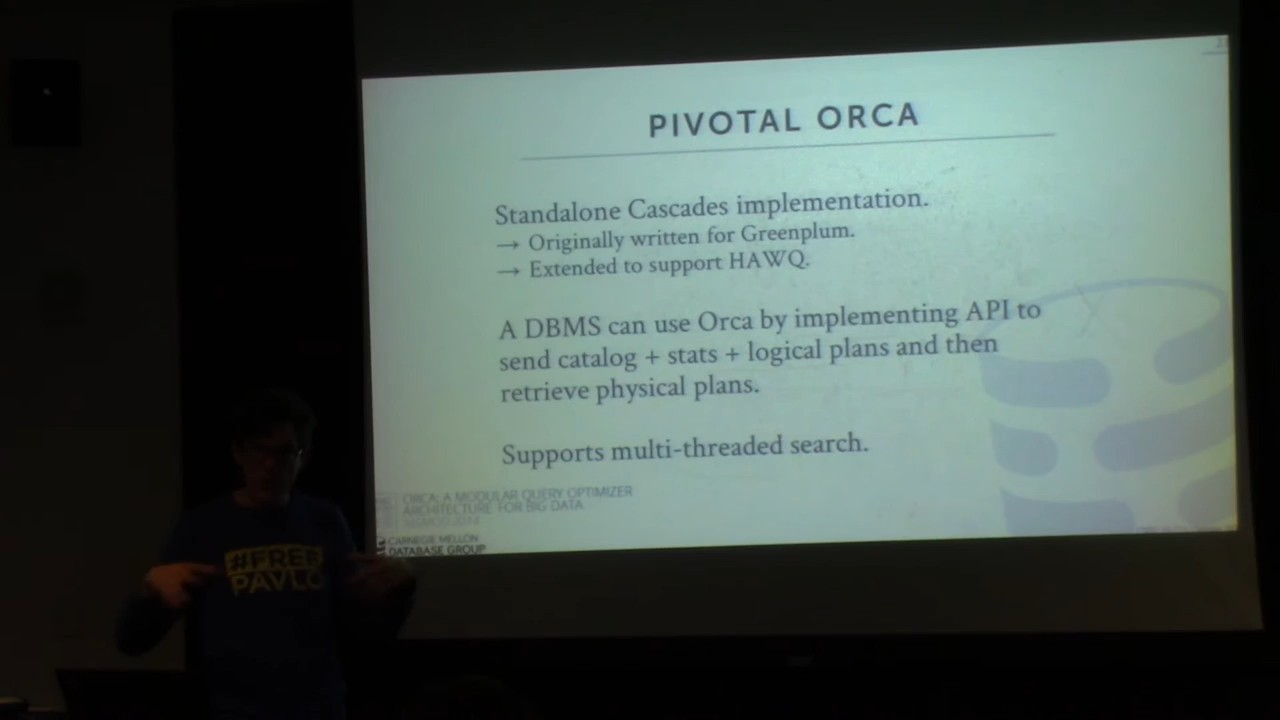 PIVOTAL ORCA
Standalone Cascades implementation.
→ Originally written for Greenplum.
→ Extended to support HAWQ.
A DBMS can use Orca by implementing API to
send catalog + stats + logical plans and then
retrieve physical plans.
Supports multi-threaded search.
ORCA: A MODULAR QUERY OPTIMIZER
ARCHITECTURE FOR BIG DATA
SIGMOD 2014
CARNEGIE MELLON
DATABASE GROUP
#FREE
PAVLO